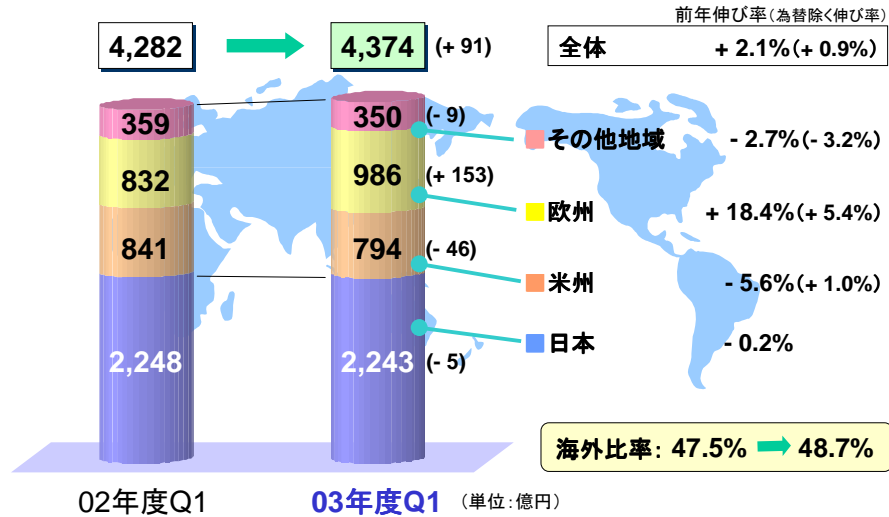 前年伸び率(為替除く伸び率)
4,282 4,374 (+ 91) 全体 + 2.1%(+ 0.9%)
359 350 (- 9) その他地域 - 2.7%(- 3.2%)
832 986 (+ 153) 欧州 + 18.4%(+ 5.4%)
841 794 (- 46) 米州 - 5.6%(+ 1.0%)
2,248 2,243 (- 5) 日本 - 0.2%
海外比率: 47.5% 48.7%
02年度Q1 03年度Q1 (単位:億円)